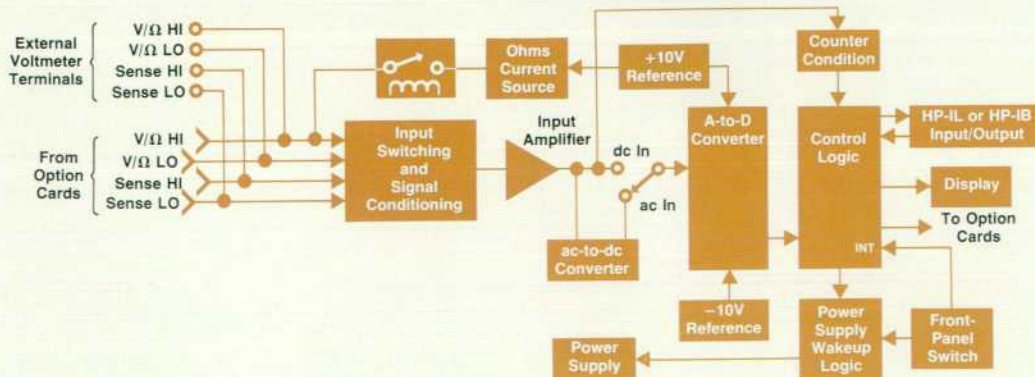 External
Voltmeter
Terminals
V/Ω HI
V/Ω LO
Sense HI
Sense LO
From
Option
Cards
V/Ω HI
V/Ω LO
Sense HI
Sense LO
Input
Switching
and
Signal
Conditioning
Ohms
Current
Source
+10V
Reference
Input
Amplifier
dc In
ac In
ac-to-dc
Converter
A-to-D
Converter
−10V
Reference
Counter
Condition
Control
Logic
INT
HP-IL or HP-IB
Input/Output
Display
To Option
Cards
Power
Supply
Wakeup
Logic
Front-
Panel
Switch
Power
Supply